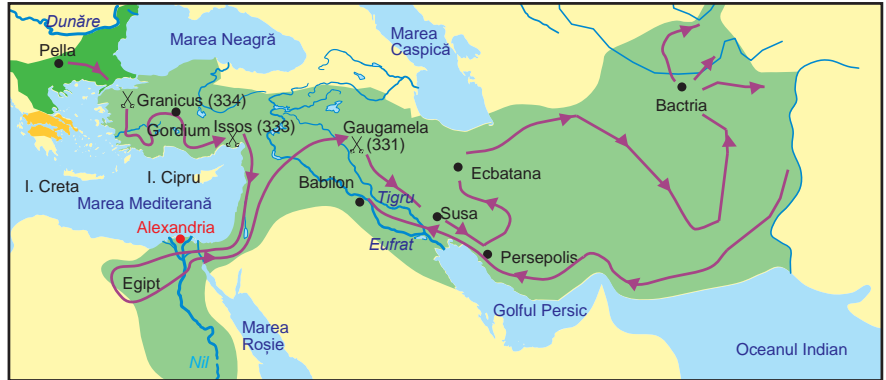 Dunăre
Pella
Marea Neagră
Marea
Caspică
Granicus (334)
Gordium
Issos (333)
Gaugamela
(331)
Bactria
Ecbatana
I. Creta
I. Cipru
Marea Mediterană
Babilon
Tigru
Susa
Alexandria
Eufrat
Persepolis
Egipt
Golful Persic
Marea
Roșie
Nil
Oceanul Indian